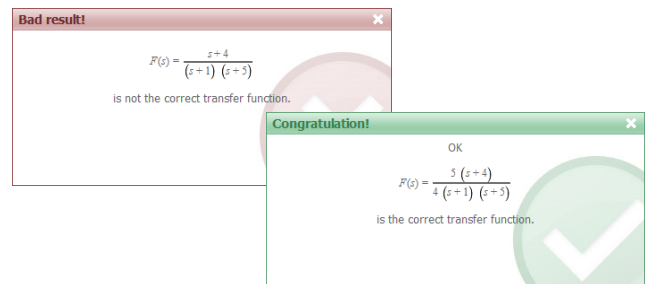 Bad result!
F(s) = s+4 / (s+1) (s+5)
is not the correct transfer function.
Congratulation!
OK
F(s) = 5 (s+4) / 4 (s+1) (s+5)
is the correct transfer function.